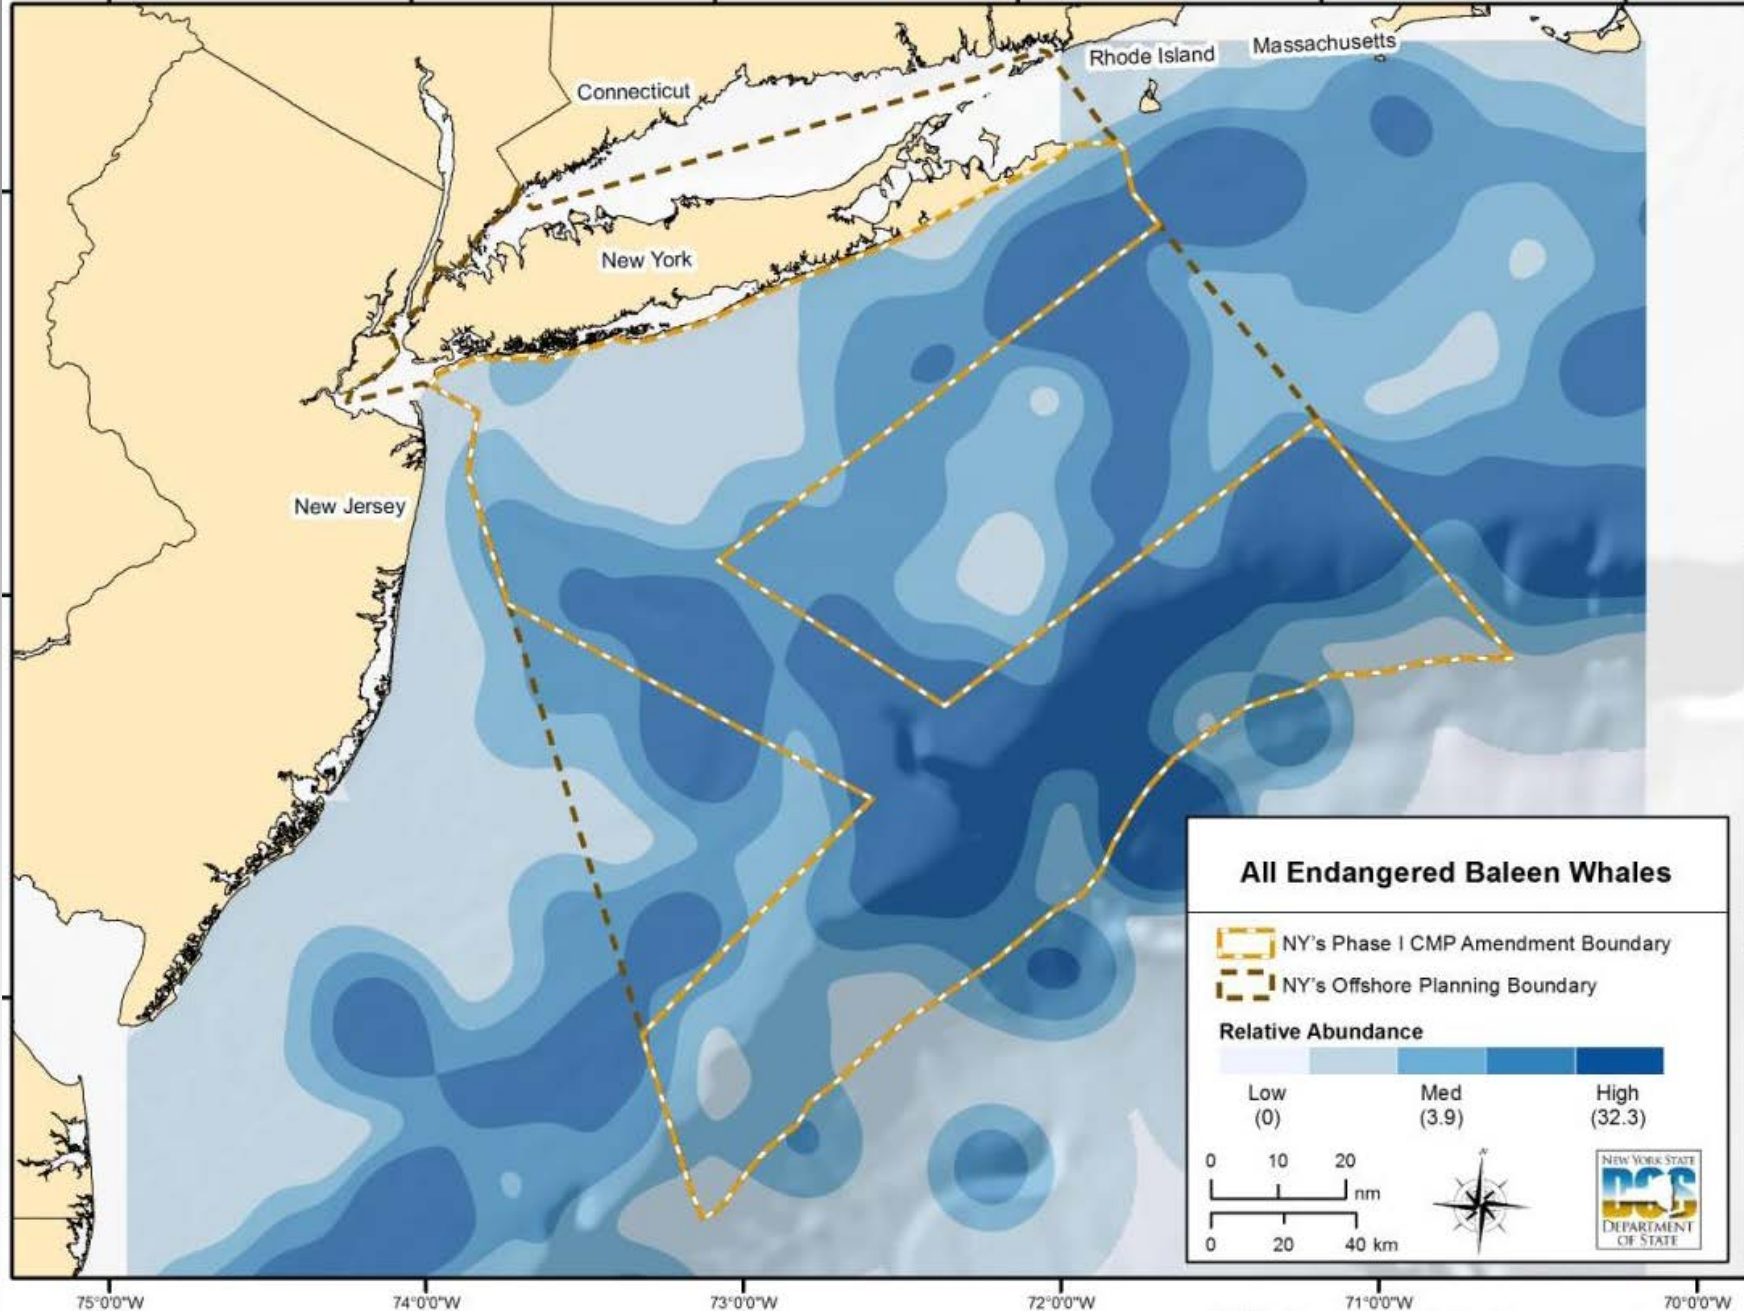 Rhode Island
Massachusetts
Connecticut
New York
New Jersey
All Endangered Baleen Whales
NY's Phase I CMP Amendment Boundary
NY's Offshore Planning Boundary
Relative Abundance
Low Med High
(0) (3.9) (32.3)
0 10 20
nm
0 20 40 km
N
NEW YORK STATE
DOS
DEPARTMENT
OF STATE
75°0'0"W 74°0'0"W 73°0'0"W 72°0'0"W 71°0'0"W 70°0'0"W